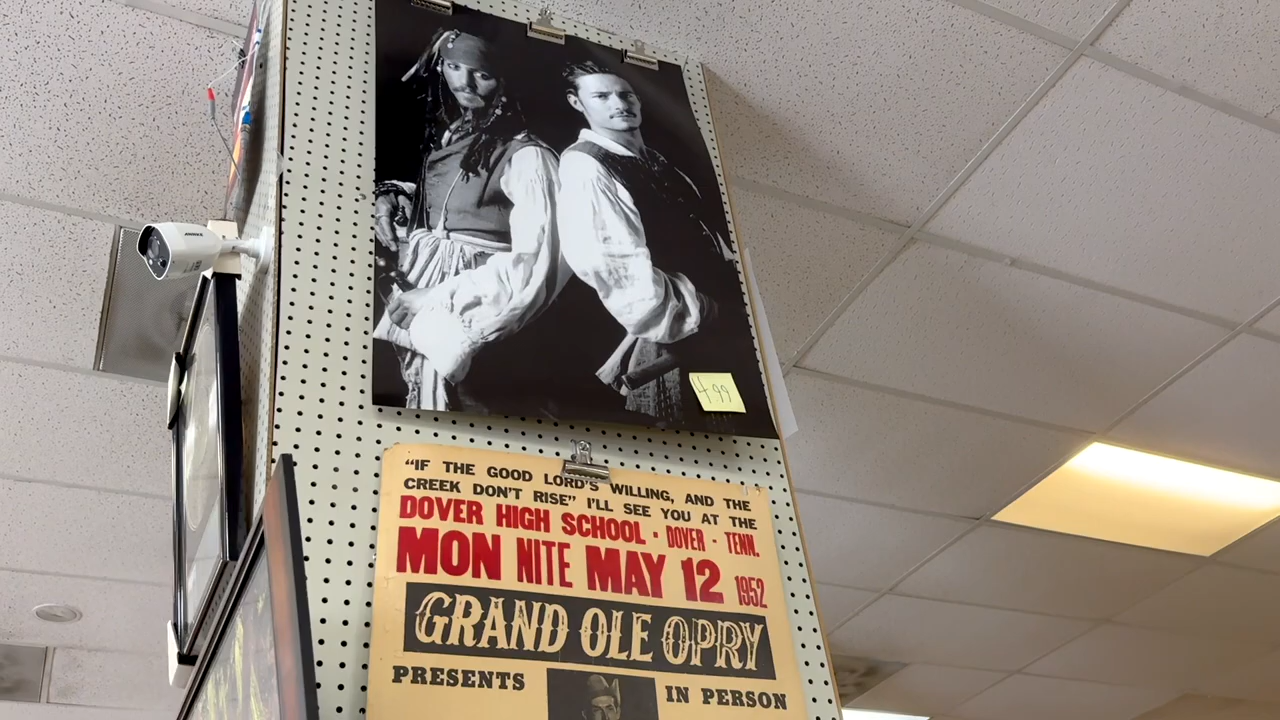 4.99
"IF THE GOOD LORD'S WILLING, AND THE
CREEK DON'T RISE" I'LL SEE YOU AT THE
DOVER HIGH SCHOOL · DOVER · TENN.
MON NITE MAY 12 1952
GRAND OLE OPRY
PRESENTS IN PERSON